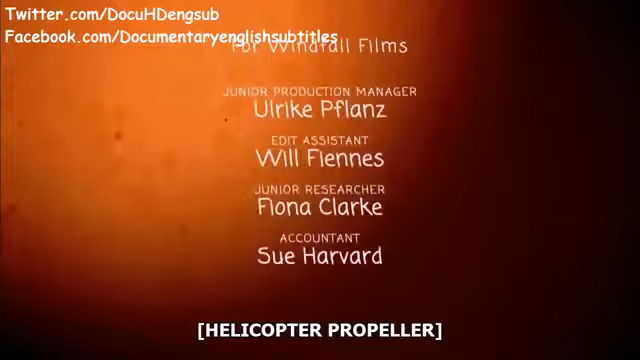 Twitter.com/DocuHDengsub
Facebook.com/Documentaryenglishsubtitles
For Windfall Films
JUNIOR PRODUCTION MANAGER
Ulrike Pflanz
EDIT ASSISTANT
Will Fiennes
JUNIOR RESEARCHER
Fiona Clarke
ACCOUNTANT
Sue Harvard
[HELICOPTER PROPELLER]